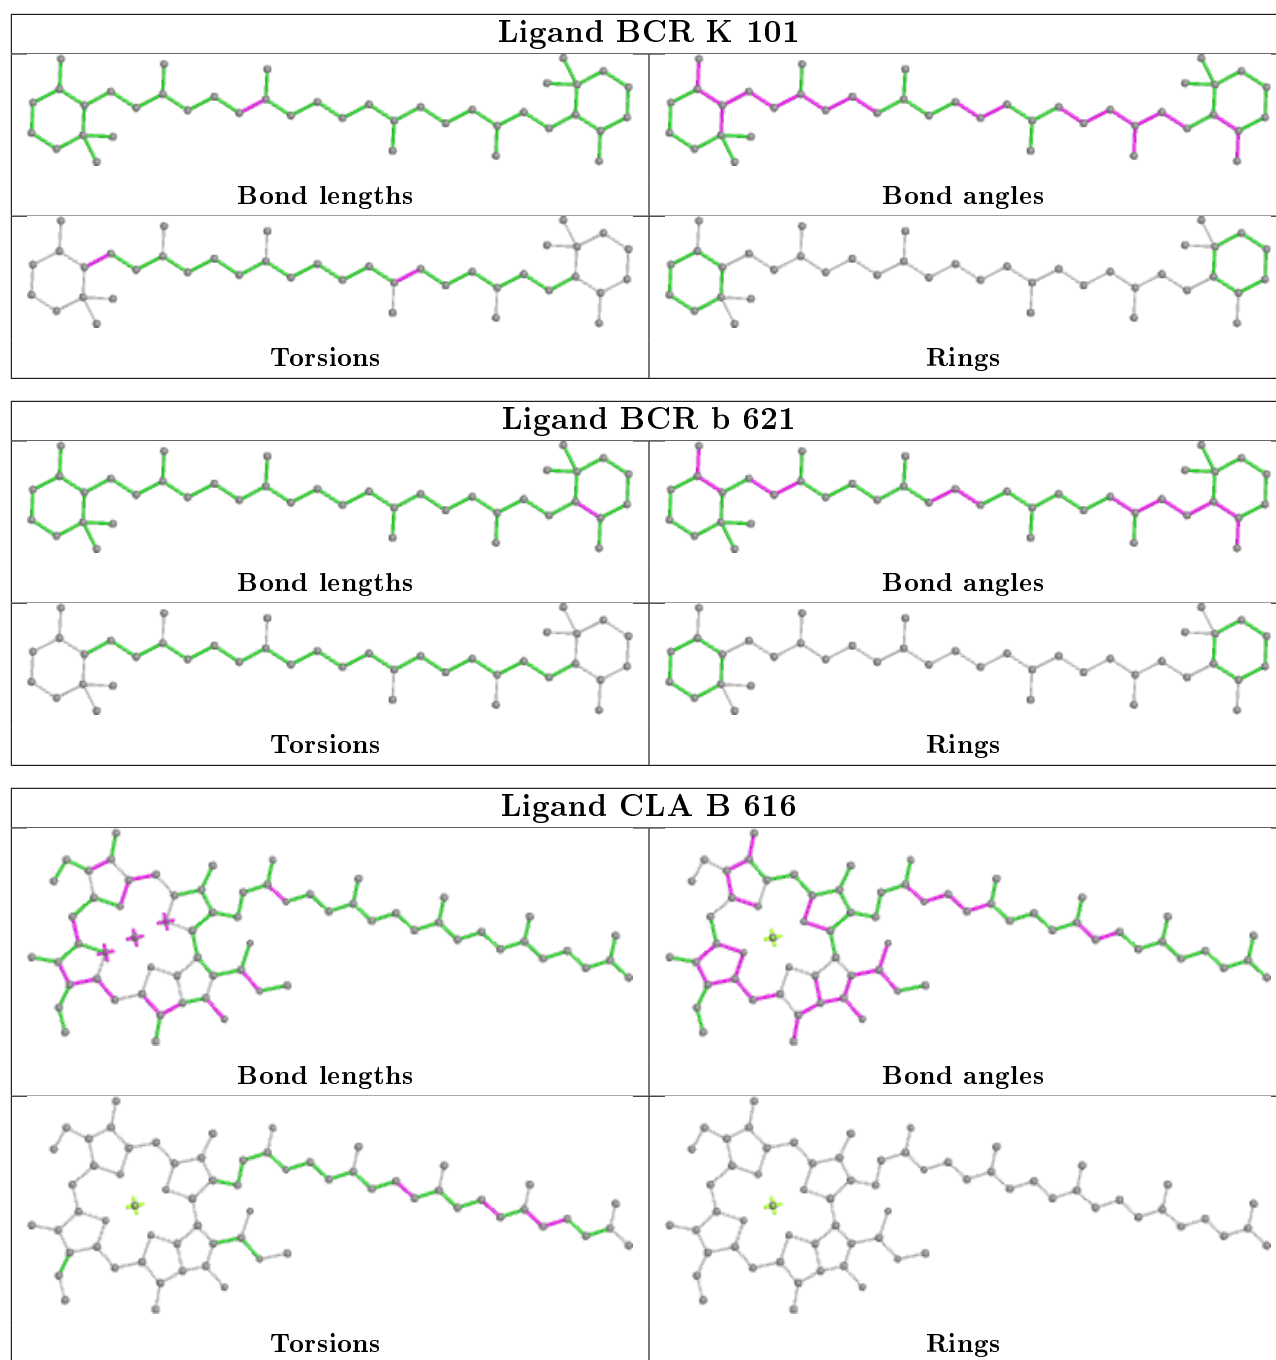 Ligand BCR K 101
Bond lengths
Bond angles
Torsions
Rings
Ligand BCR b 621
Bond lengths
Bond angles
Torsions
Rings
Ligand CLA B 616
Bond lengths
Bond angles
Torsions
Rings